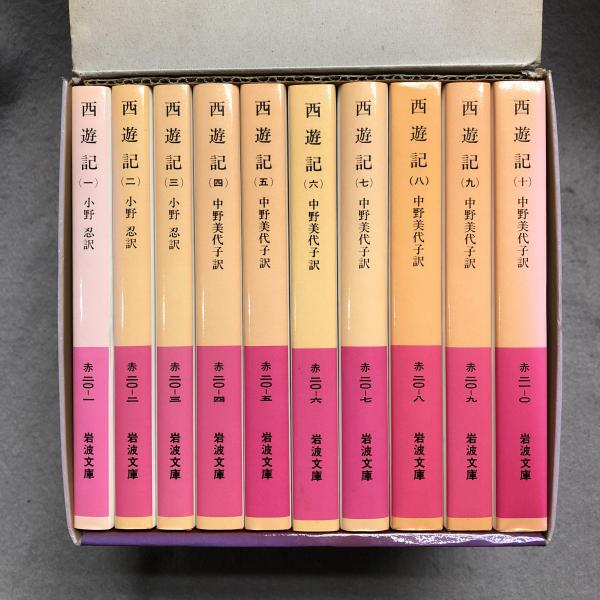 西遊記(一) 小野 忍訳
赤 二〇-一
岩波文庫
西遊記(二) 小野 忍訳
赤 二〇-二
岩波文庫
西遊記(三) 小野 忍訳
赤 二〇-三
岩波文庫
西遊記(四) 中野美代子訳
赤 二〇-四
岩波文庫
西遊記(五) 中野美代子訳
赤 二〇-五
岩波文庫
西遊記(六) 中野美代子訳
赤 二〇-六
岩波文庫
西遊記(七) 中野美代子訳
赤 二〇-七
岩波文庫
西遊記(八) 中野美代子訳
赤 二〇-八
岩波文庫
西遊記(九) 中野美代子訳
赤 二〇-九
岩波文庫
西遊記(十) 中野美代子訳
赤 二一-〇
岩波文庫